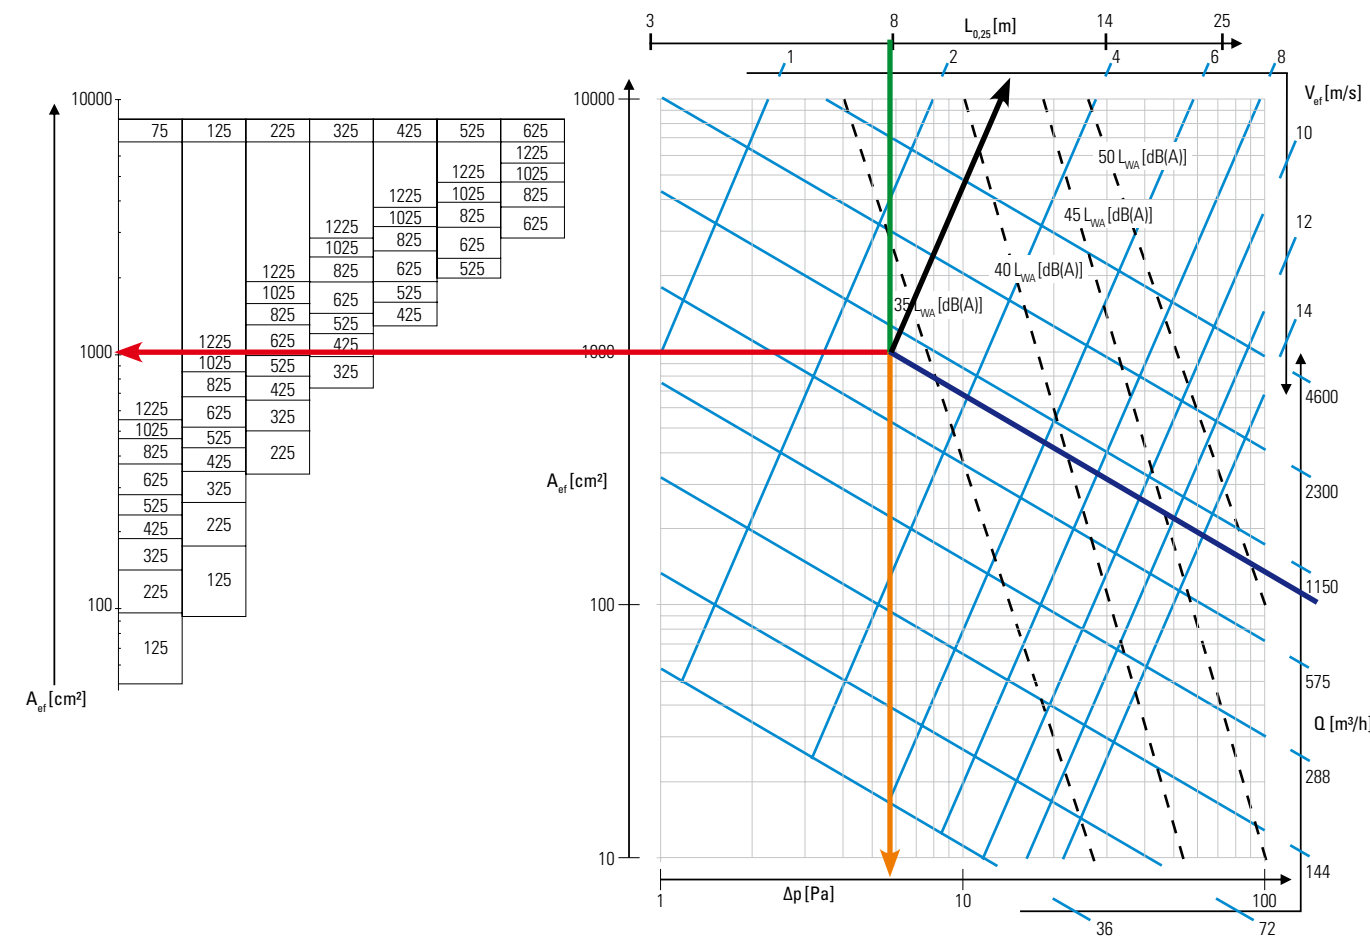 3 8 L0,25 [m] 14 25
1 2 4 6 8
10000 10000 Vef [m/s]
75 125 225 325 425 525 625
10
1225
50 LWA [dB(A)]
1225 1025
1025 825
1225
1025 825 625
45 LWA [dB(A)]
12
1225
825 625
1025
1225 825 625 525
40 LWA [dB(A)]
1025 625 525
825 525 425
35 LWA [dB(A)]
14
1000 1225 625 425 1000
1025 525 325
825 425
4600
1225 625 325
1025 525
825 425 225
625 325
Aef [cm²]
2300
525
425 225
325
125
225
1150
100 100
125
575
Aef [cm²]
Q [m³/h]
288
10
144
1 Δp [Pa] 10 100
36 72